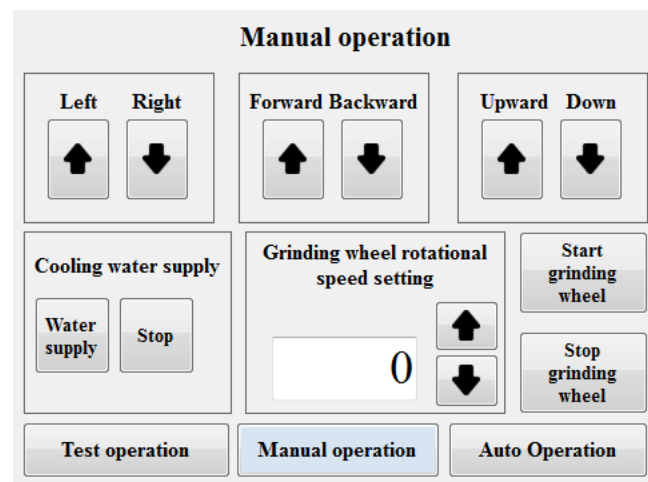 Manual operation
Left Right
Forward Backward
Upward Down
Cooling water supply
Water
supply
Stop
Grinding wheel rotational
speed setting
0
Start
grinding
wheel
Stop
grinding
wheel
Test operation
Manual operation
Auto Operation